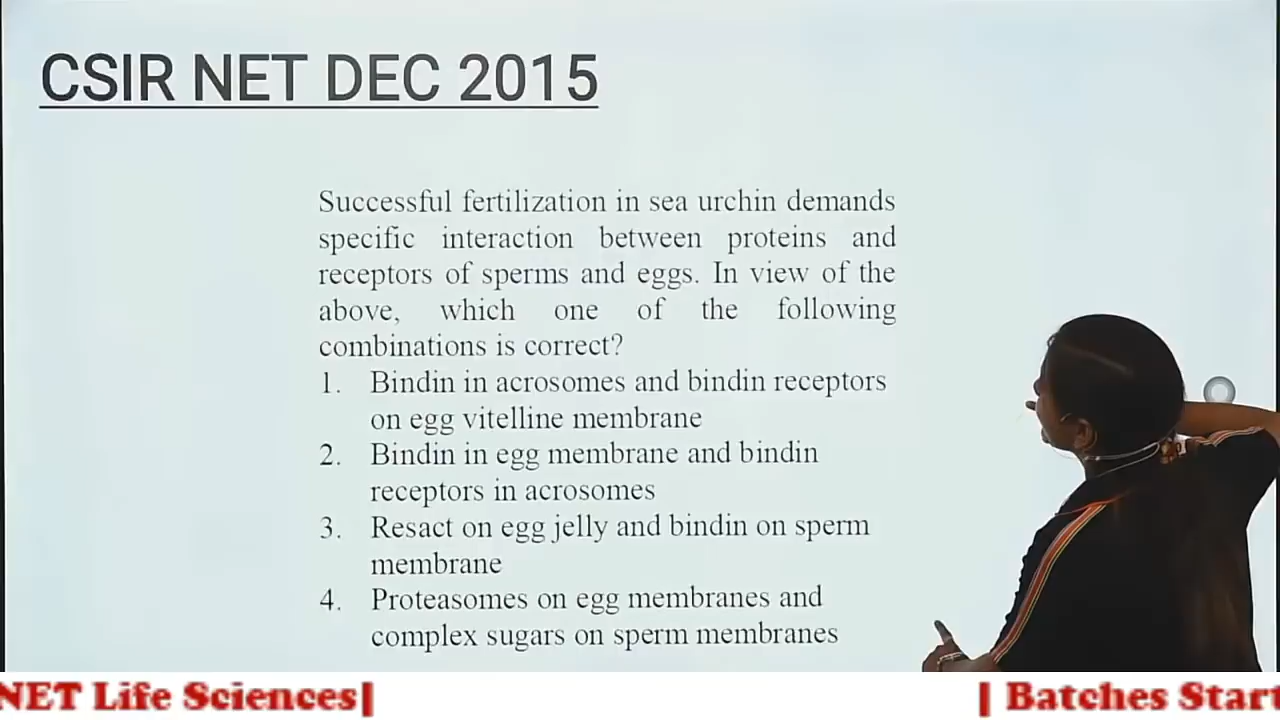 CSIR NET DEC 2015
Successful fertilization in sea urchin demands
specific interaction between proteins and
receptors of sperms and eggs. In view of the
above, which one of the following
combinations is correct?
1. Bindin in acrosomes and bindin receptors
on egg vitelline membrane
2. Bindin in egg membrane and bindin
receptors in acrosomes
3. Resact on egg jelly and bindin on sperm
membrane
4. Proteasomes on egg membranes and
complex sugars on sperm membranes
NET Life Sciences| | Batches Start